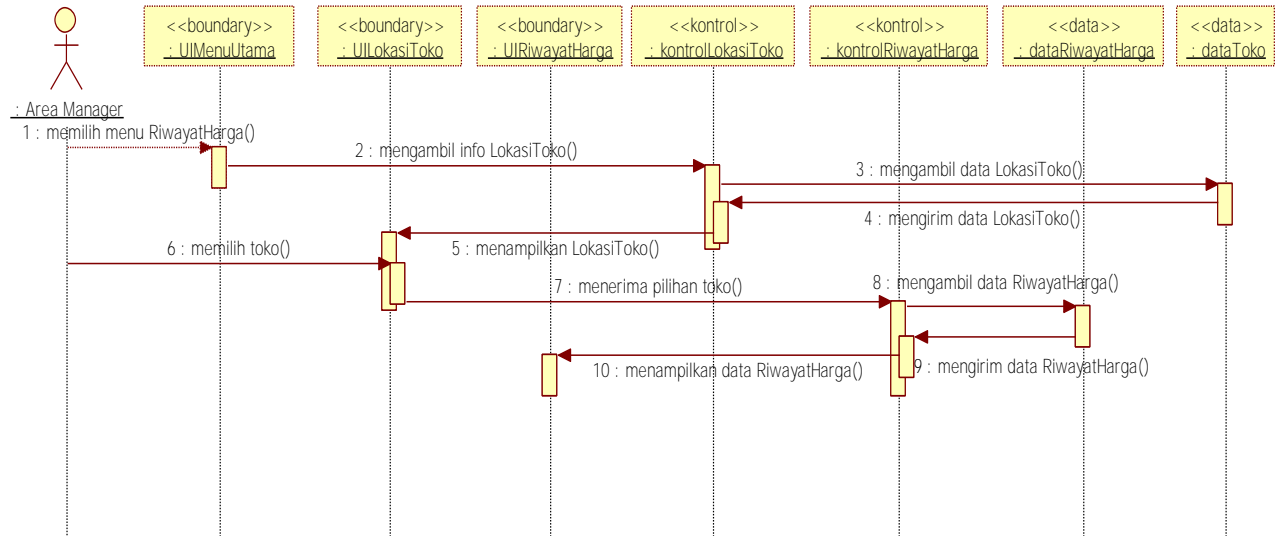 <<boundary>>
: UIMenuUtama
<<boundary>>
: UILokasiToko
<<boundary>>
: UIRiwayatHarga
<<kontrol>>
: kontrolLokasiToko
<<kontrol>>
: kontrolRiwayatHarga
<<data>>
: dataRiwayatHarga
<<data>>
: dataToko
: Area Manager
1 : memilih menu RiwayatHarga()
2 : mengambil info LokasiToko()
3 : mengambil data LokasiToko()
4 : mengirim data LokasiToko()
5 : menampilkan LokasiToko()
6 : memilih toko()
7 : menerima pilihan toko()
8 : mengambil data RiwayatHarga()
9 : mengirim data RiwayatHarga()
10 : menampilkan data RiwayatHarga()